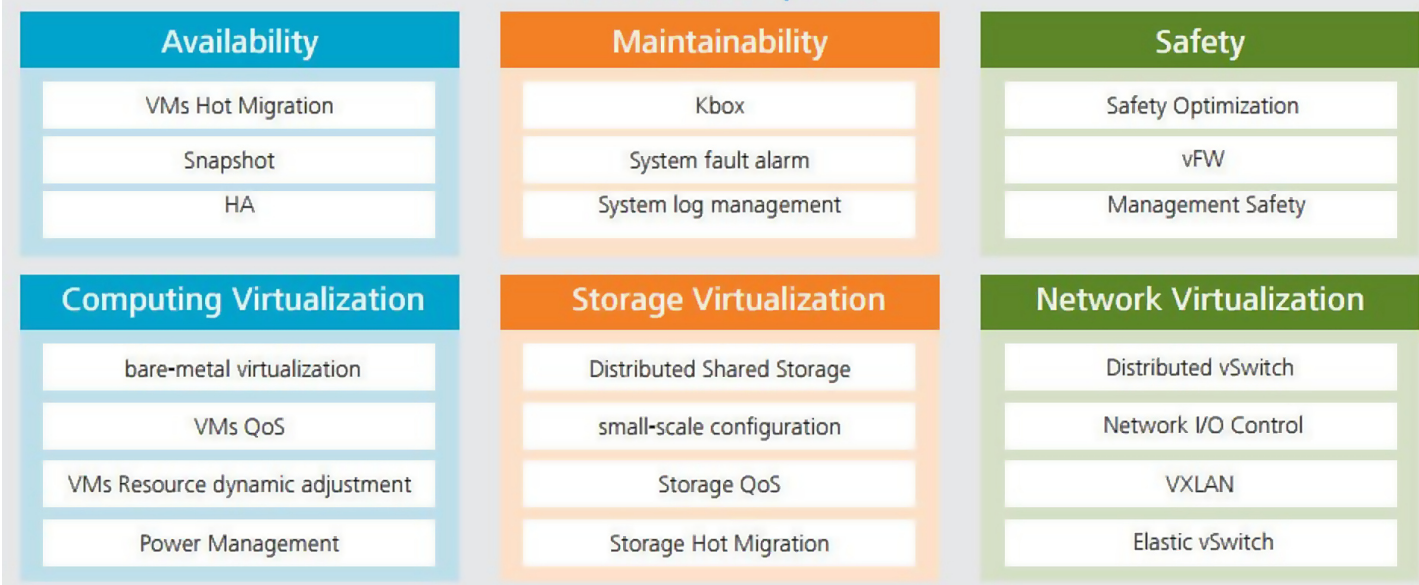 Availability
VMs Hot Migration
Snapshot
HA
Maintainability
Kbox
System fault alarm
System log management
Safety
Safety Optimization
vFW
Management Safety
Computing Virtualization
bare-metal virtualization
VMs QoS
VMs Resource dynamic adjustment
Power Management
Storage Virtualization
Distributed Shared Storage
small-scale configuration
Storage QoS
Storage Hot Migration
Network Virtualization
Distributed vSwitch
Network I/O Control
VXLAN
Elastic vSwitch